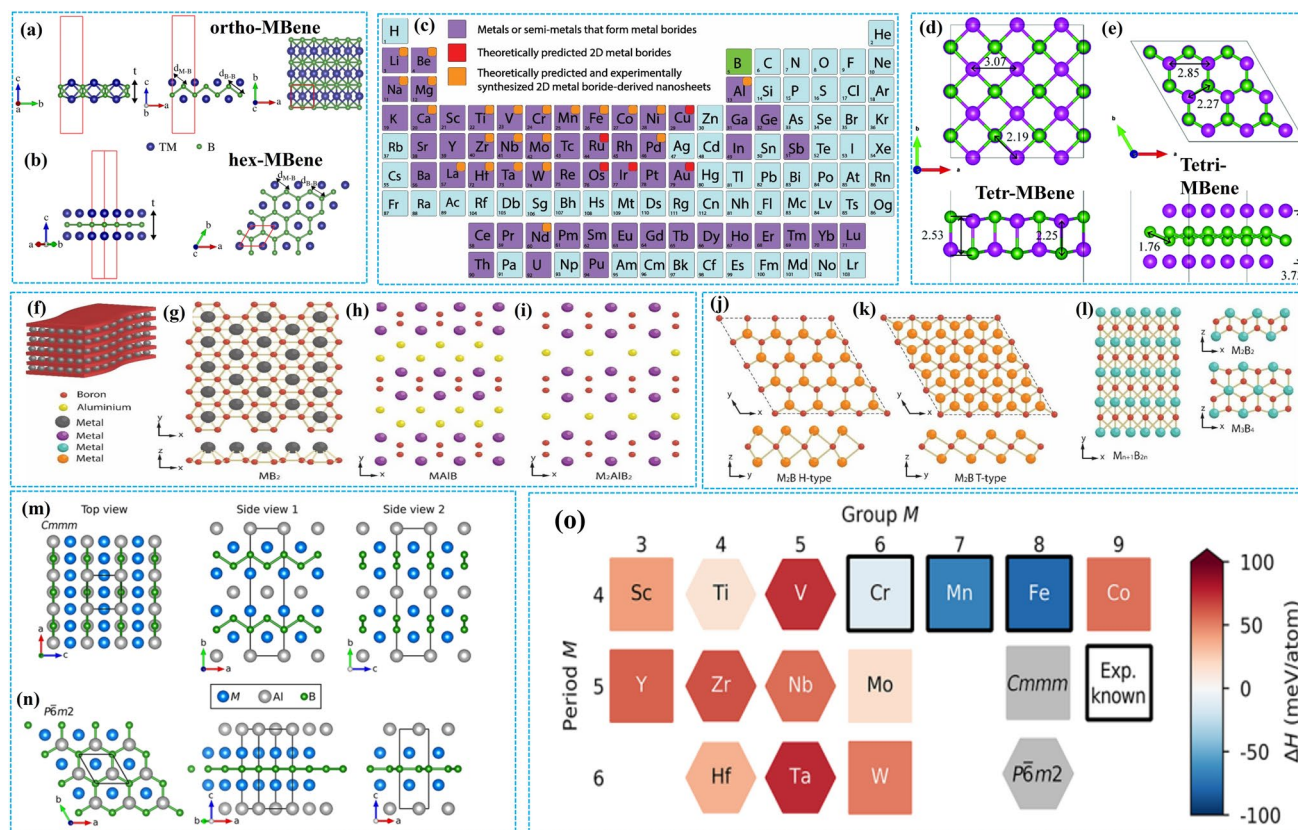 (a)
ortho-MBene
d_M-B
d_B-B
t
c
a
b
c
a
b
b
c
a
TM
B
(b)
hex-MBene
d_M-B
d_B-B
t
c
a
b
b
c
a
(c)
Metals or semi-metals that form metal borides
Theoretically predicted 2D metal borides
Theoretically predicted and experimentally
synthesized 2D metal boride-derived nanosheets
H He
Li Be B C N O F Ne
Na Mg Al Si P S Cl Ar
K Ca Sc Ti V Cr Mn Fe Co Ni Cu Zn Ga Ge As Se Br Kr
Rb Sr Y Zr Nb Mo Tc Ru Rh Pd Ag Cd In Sn Sb Te I Xe
Cs Ba La Hf Ta W Re Os Ir Pt Au Hg Tl Pb Bi Po At Rn
Fr Ra Ac Rf Db Sg Bh Hs Mt Ds Rg Cn Nh Fl Mc Lv Ts Og
Ce Pr Nd Pm Sm Eu Gd Tb Dy Ho Er Tm Yb Lu
Th Pa U Np Pu Am Cm Bk Cf Es Fm Md No Lr
(d)
3.07
2.19
b
a
Tetr-MBene
2.53
2.25
(e)
2.85
2.27
b
a
Tetri-
MBene
1.76
(f)
Boron
Aluminium
Metal
Metal
Metal
Metal
(g)
y
x
z
x
MB₂
(h)
y
x
MAlB
(i)
y
x
M₂AlB₂
(j)
y
x
z
y
M₂B H-type
(k)
y
x
z
y
M₂B T-type
(l)
y
x
Mn+1B2n
z
x
M₂B₂
z
x
M₃B₄
(m)
Top view
Side view 1
Side view 2
Cmmm
a
c
b
a
b
c
M
Al
B
(n)
P6̅m2
b
a
c
b
a
c
a
(o)
Group M
3 4 5 6 7 8 9
Period M
4 Sc Ti V Cr Mn Fe Co
5 Y Zr Nb Mo Cmmm Exp.
known
6 Hf Ta W P6̅m2
100
50
0
-50
-100
ΔH (meV/atom)